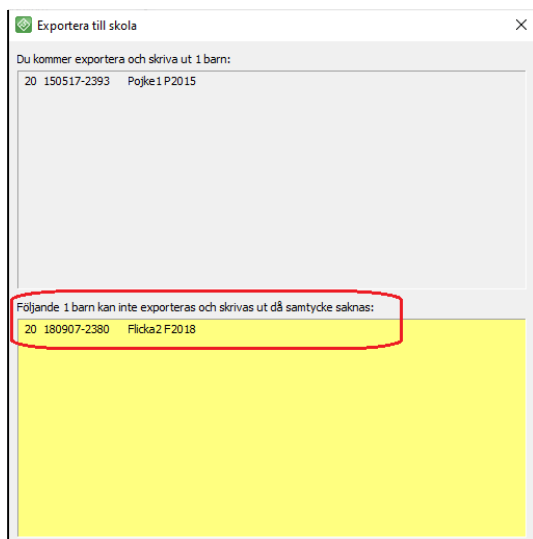 Exportera till skola
Du kommer exportera och skriva ut 1 barn:
20 150517-2393 Pojke1 P2015
Följande 1 barn kan inte exporteras och skrivas ut då samtycke saknas:
20 180907-2380 Flicka2 F2018